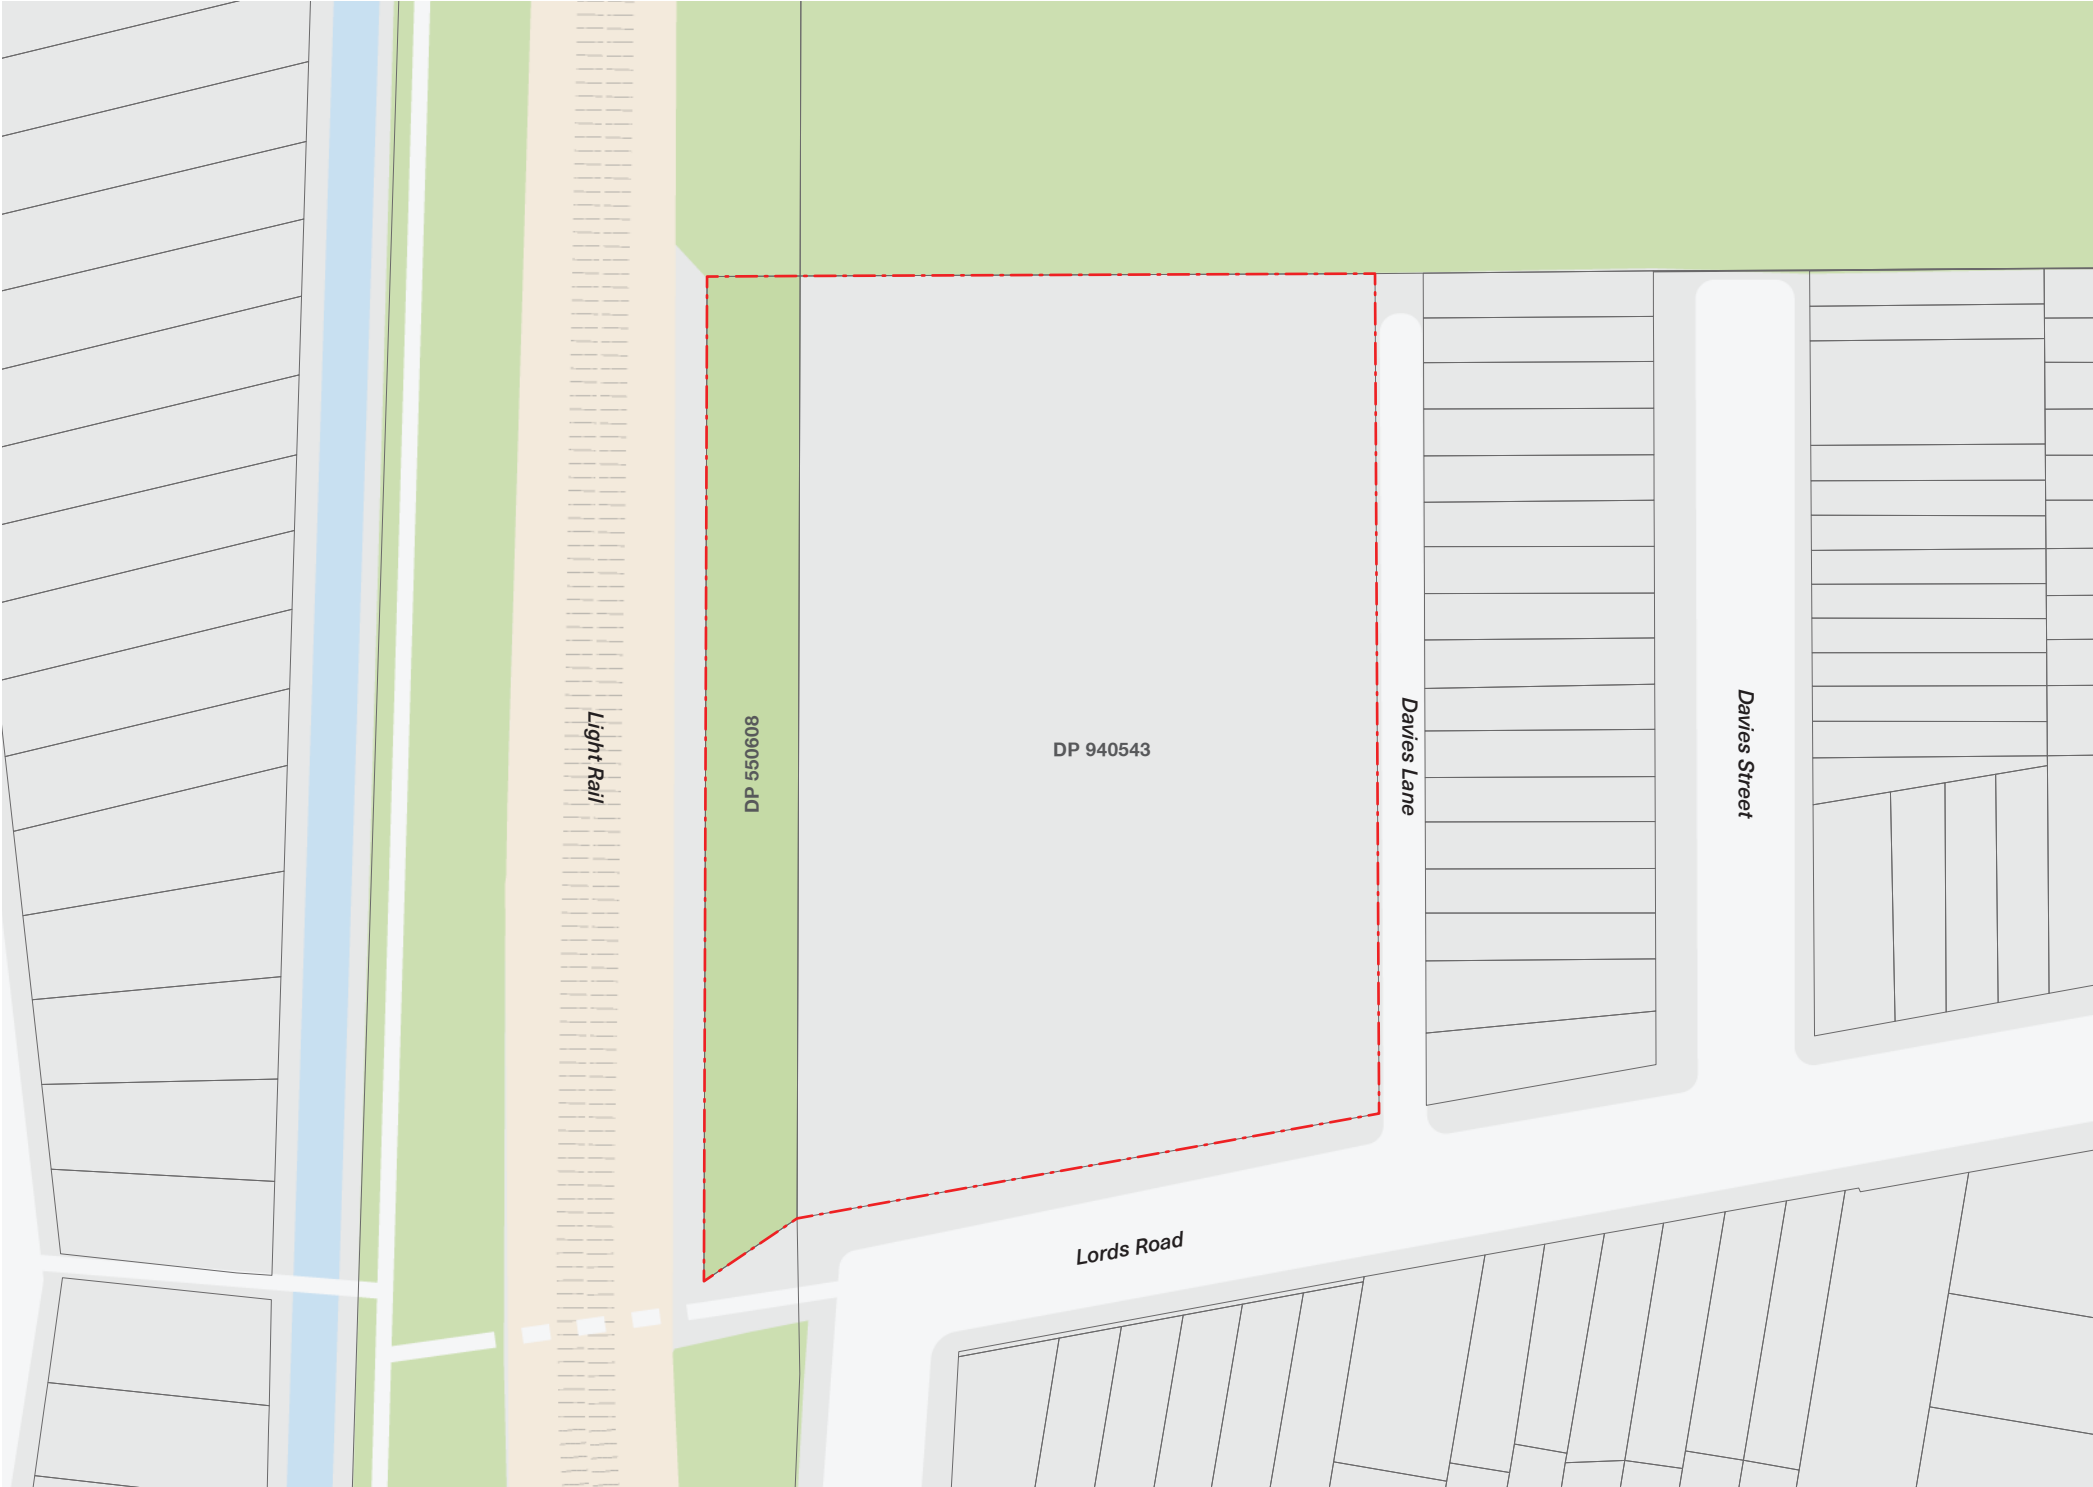 Light Rail
DP 550608
DP 940543
Davies Lane
Davies Street
Lords Road